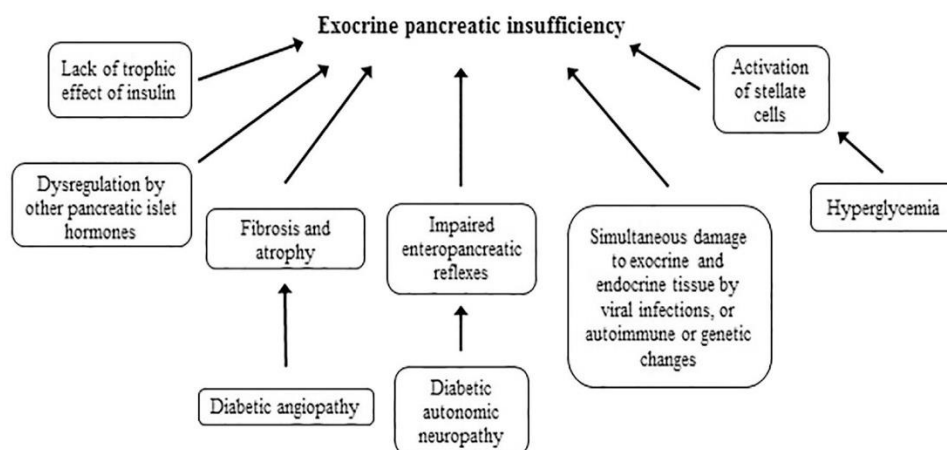 Exocrine pancreatic insufficiency
Lack of trophic
effect of insulin
Activation
of stellate
cells
Dysregulation by
other pancreatic islet
hormones
Fibrosis and
atrophy
Impaired
enteropancreatic
reflexes
Simultaneous damage
to exocrine and
endocrine tissue by
viral infections, or
autoimmune or genetic
changes
Hyperglycemia
Diabetic angiopathy
Diabetic
autonomic
neuropathy